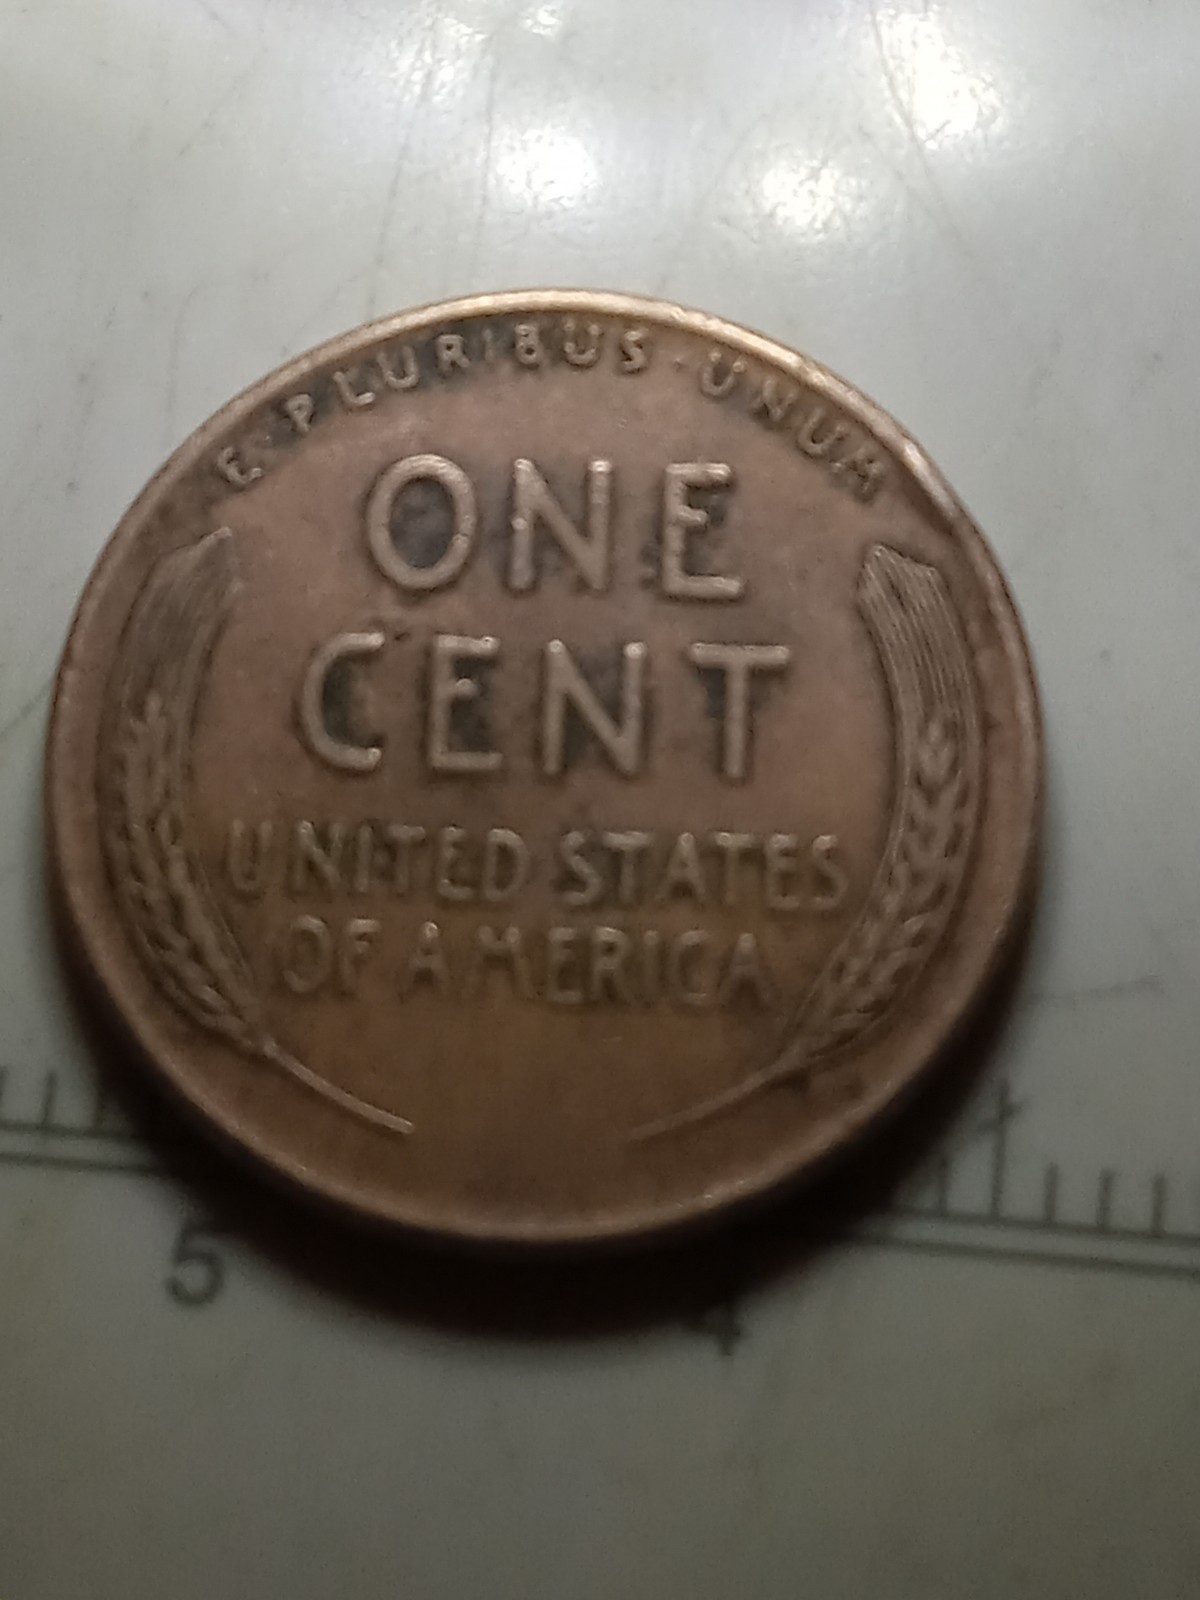 E·PLURIBUS·UNUM
ONE
CENT
UNITED STATES
OF AMERICA
5
4